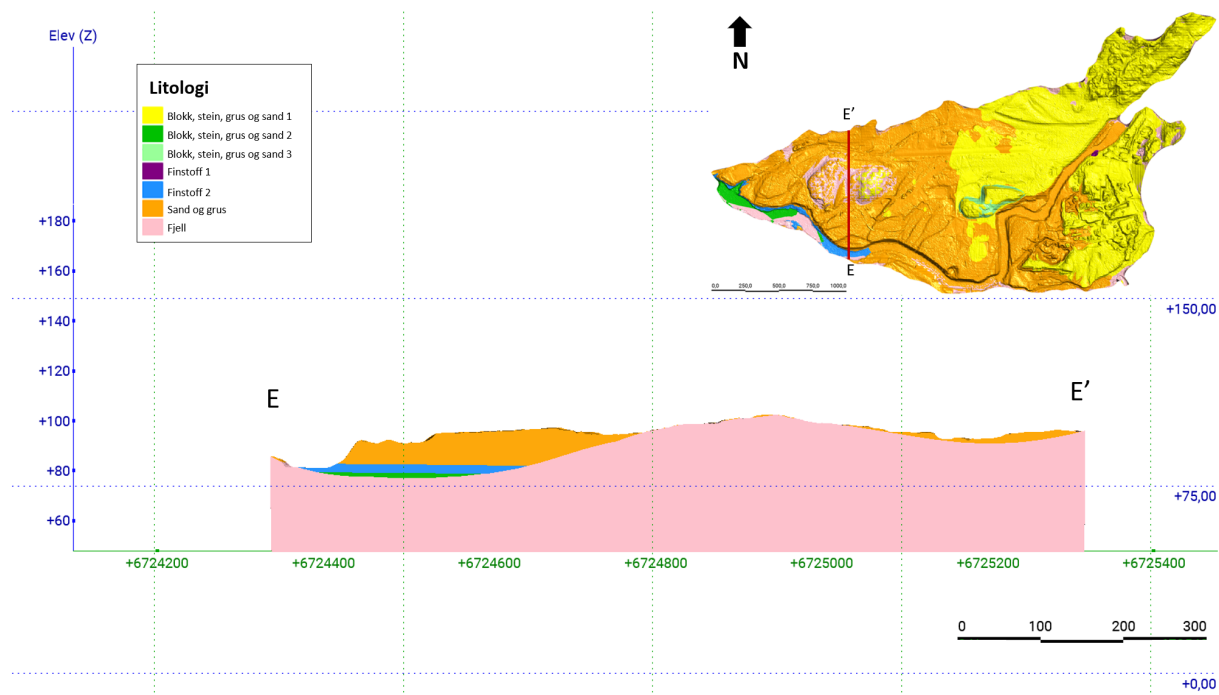 Elev (Z)
Litologi
Blokk, stein, grus og sand 1
Blokk, stein, grus og sand 2
Blokk, stein, grus og sand 3
Finstoff 1
Finstoff 2
Sand og grus
Fjell
N
E’
E
0,0 250,0 500,0 750,0 1000,0
+180
+160
+140
+120
+100
+80
+60
+150,00
+75,00
+0,00
E
E’
+6724200 +6724400 +6724600 +6724800 +6725000 +6725200 +6725400
0 100 200 300